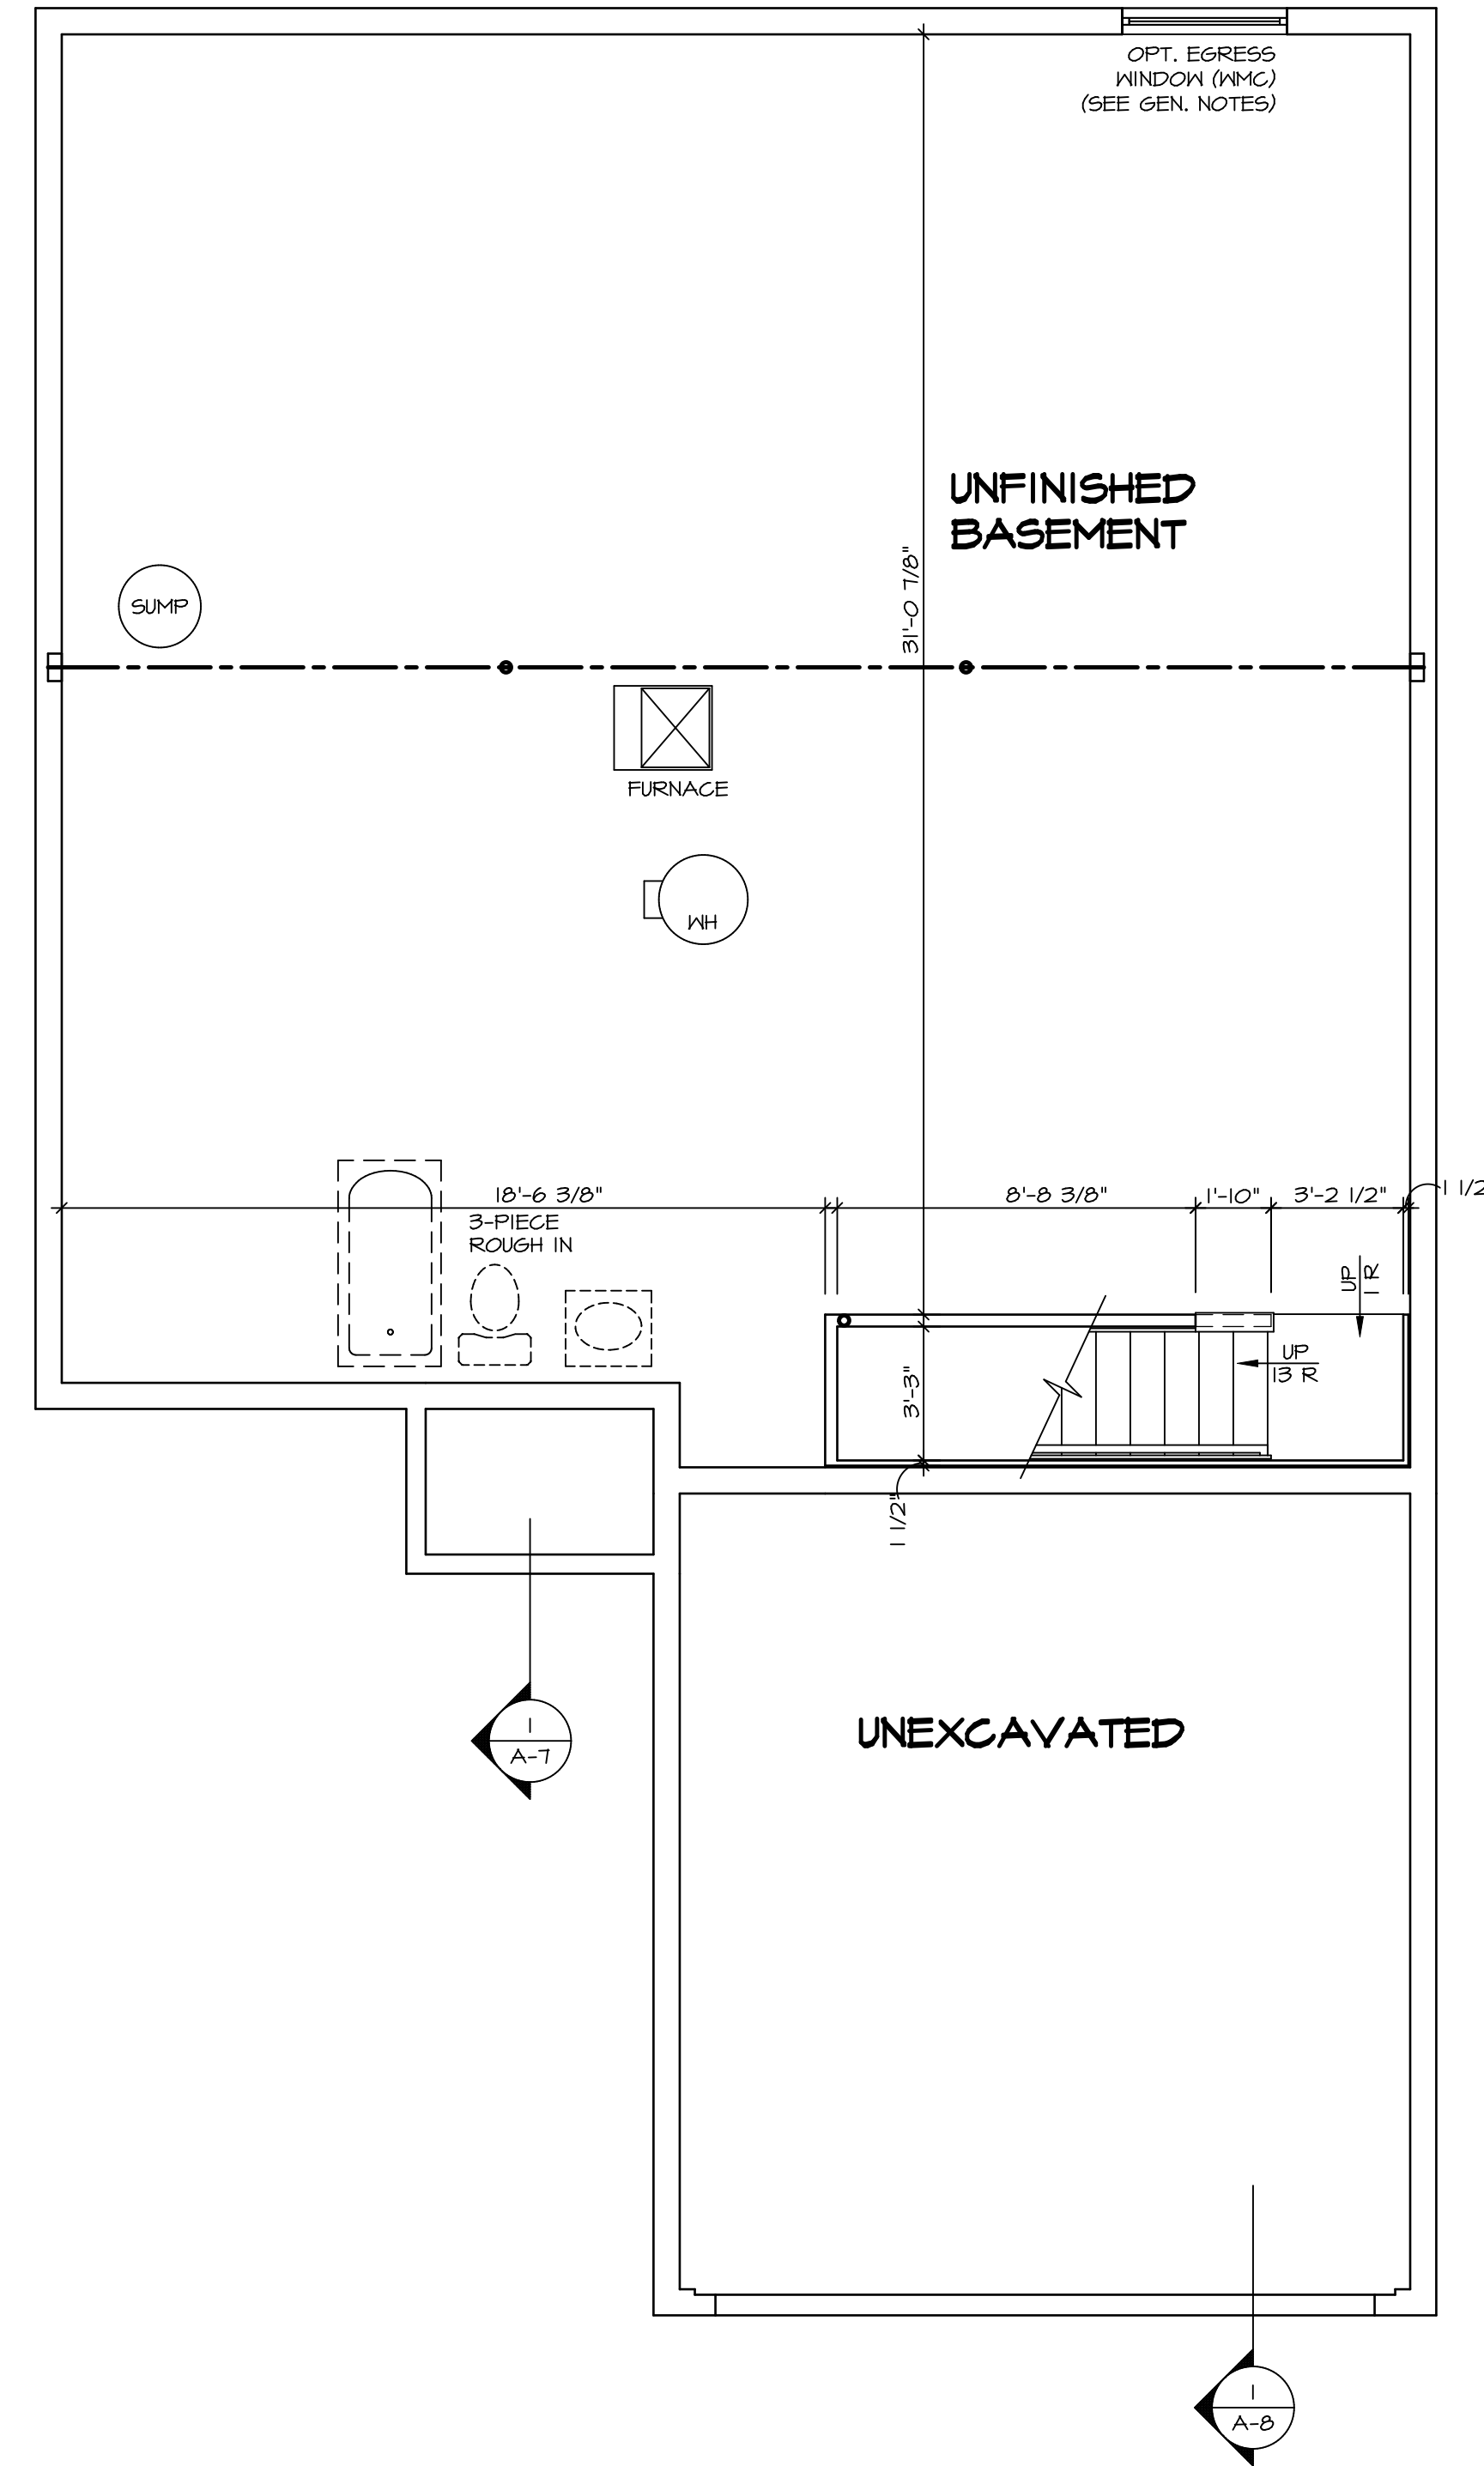 OPT. EGRESS
WINDOW (WMC)
(SEE GEN. NOTES)
UNFINISHED
BASEMENT
31'-0 7/8"
SUMP
FURNACE
WH
18'-6 3/8"
8'-8 3/8"
1'-10"
3'-2 1/2"
1 1/2
3-PIECE
ROUGH IN
UP
1 R
UP
13 R
3'-3"
1 1/2"
UNEXCAVATED
1
A-7
1
A-8